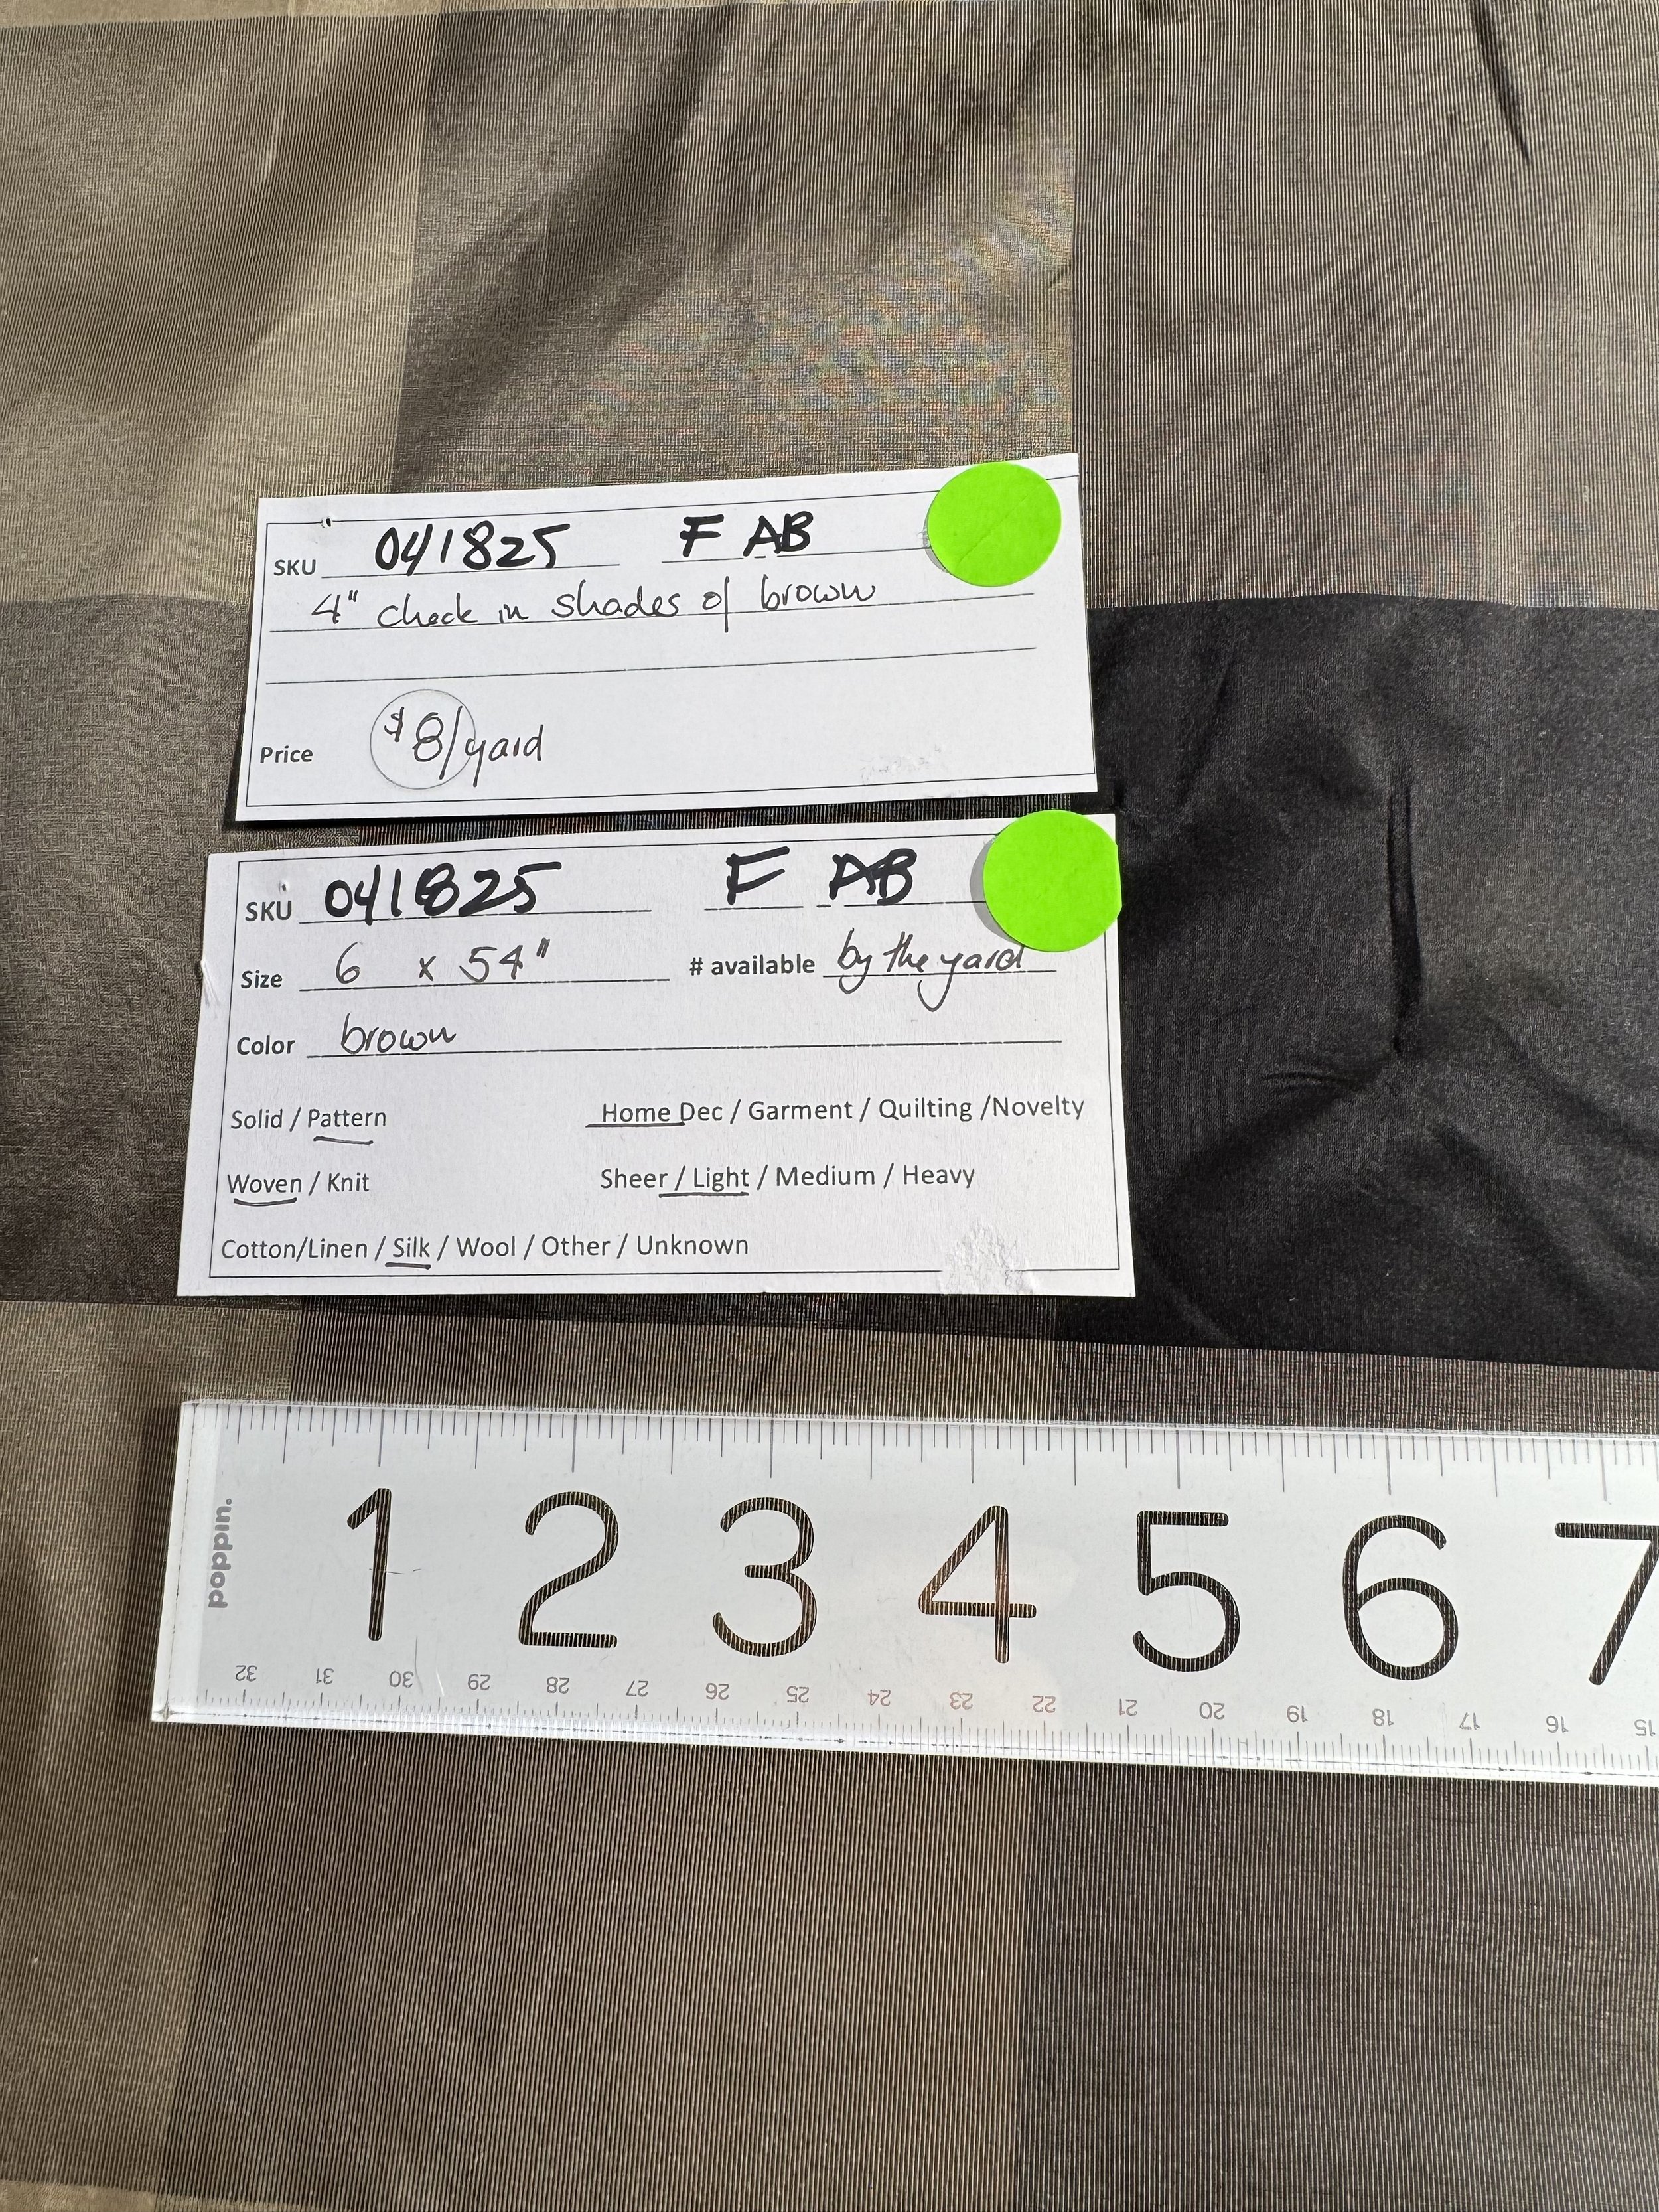 SKU 041825 F AB
4" check in shades of brown
Price $8/yard
SKU 041825 F AB
Size 6 x 54" # available by the yard
Color brown
Solid / Pattern Home Dec / Garment / Quilting /Novelty
Woven / Knit Sheer / Light / Medium / Heavy
Cotton/Linen / Silk / Wool / Other / Unknown
poppin.
1 2 3 4 5 6 7
32 31 30 29 28 27 26 25 24 23 22 21 20 19 18 17 16 15